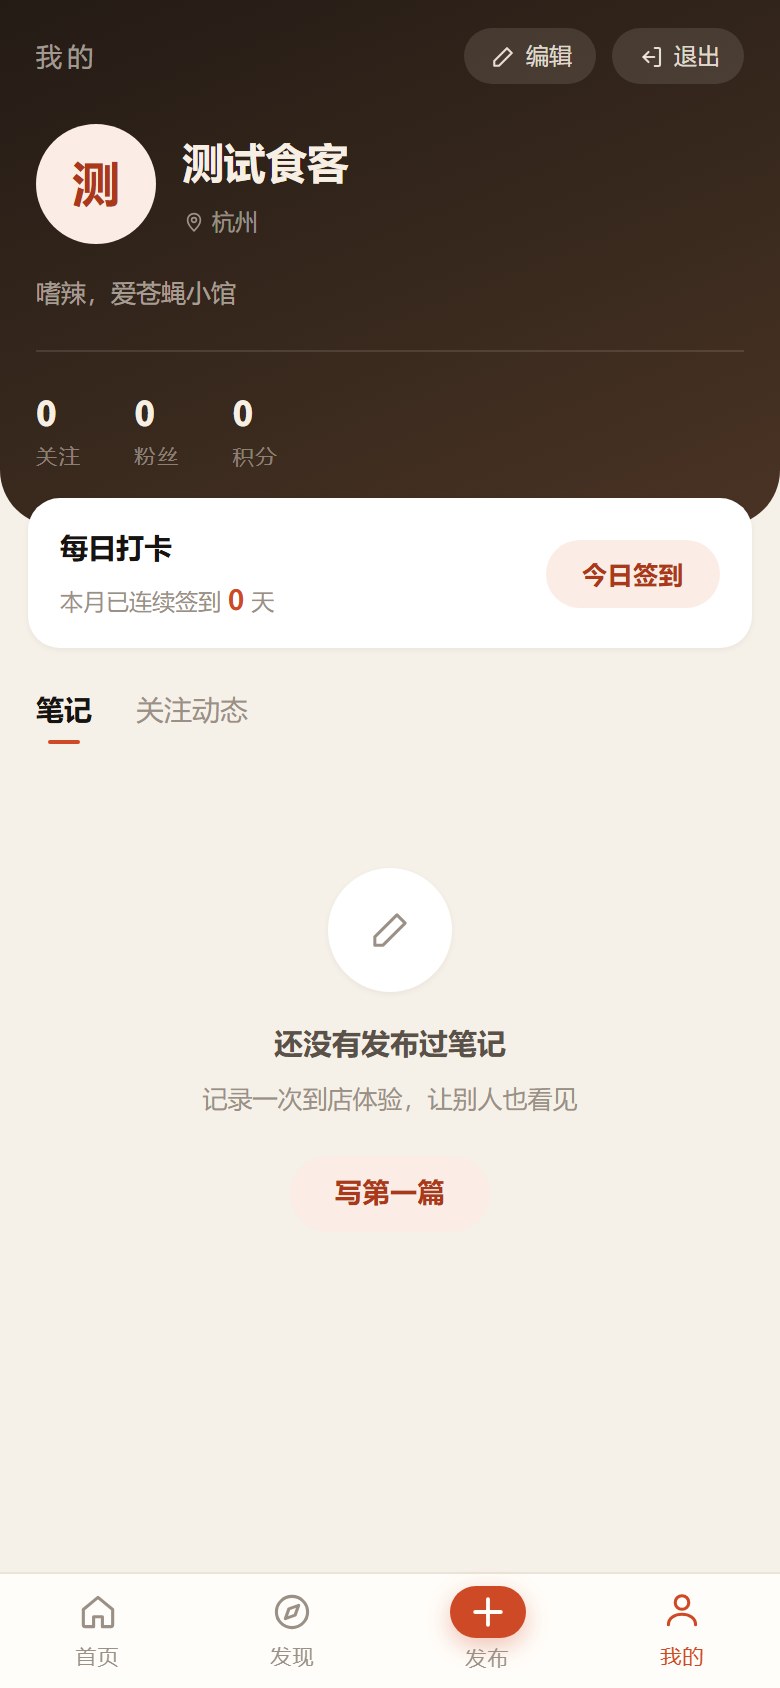 我的
编辑
退出
测
测试食客
杭州
嗜辣，爱苍蝇小馆
0 0 0
关注 粉丝 积分
每日打卡
本月已连续签到 0 天
今日签到
笔记 关注动态
还没有发布过笔记
记录一次到店体验，让别人也看见
写第一篇
首页 发现 发布 我的